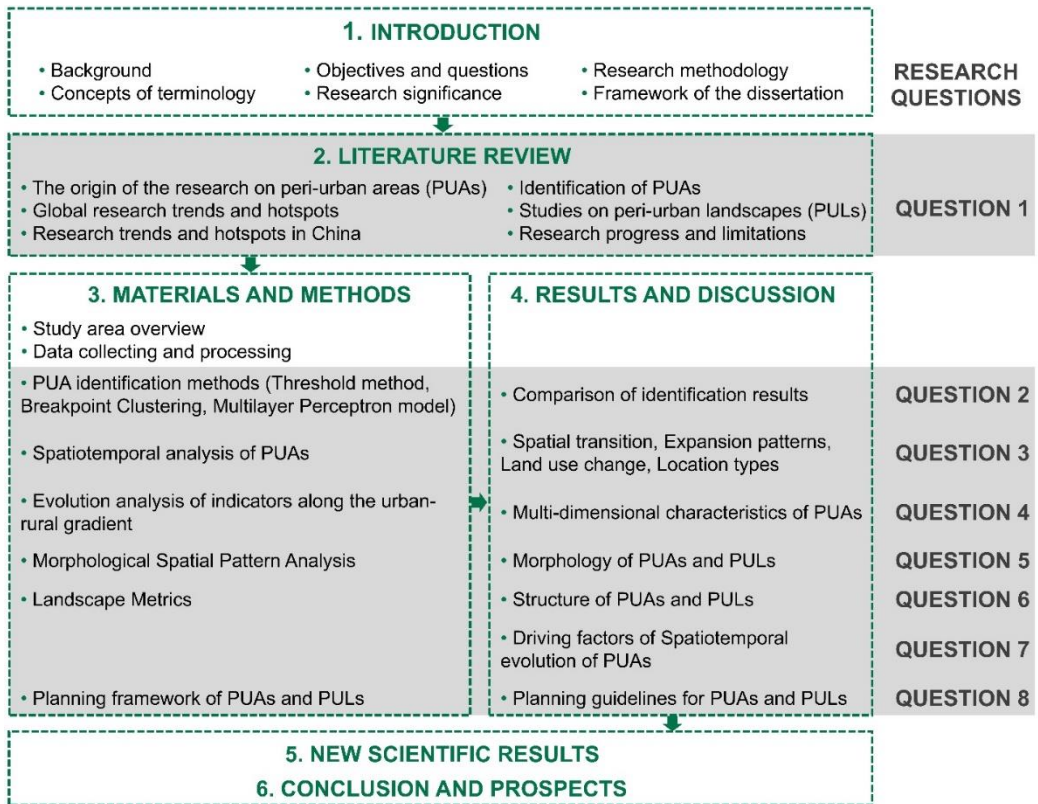 1. INTRODUCTION
• Background
• Concepts of terminology
• Objectives and questions
• Research significance
• Research methodology
• Framework of the dissertation
RESEARCH
QUESTIONS
2. LITERATURE REVIEW
• The origin of the research on peri-urban areas (PUAs)
• Global research trends and hotspots
• Research trends and hotspots in China
• Identification of PUAs
• Studies on peri-urban landscapes (PULs)
• Research progress and limitations
QUESTION 1
3. MATERIALS AND METHODS
• Study area overview
• Data collecting and processing
• PUA identification methods (Threshold method,
Breakpoint Clustering, Multilayer Perceptron model)
• Spatiotemporal analysis of PUAs
• Evolution analysis of indicators along the urban-
rural gradient
• Morphological Spatial Pattern Analysis
• Landscape Metrics
• Planning framework of PUAs and PULs
4. RESULTS AND DISCUSSION
• Comparison of identification results
• Spatial transition, Expansion patterns,
Land use change, Location types
• Multi-dimensional characteristics of PUAs
• Morphology of PUAs and PULs
• Structure of PUAs and PULs
• Driving factors of Spatiotemporal
evolution of PUAs
• Planning guidelines for PUAs and PULs
QUESTION 2
QUESTION 3
QUESTION 4
QUESTION 5
QUESTION 6
QUESTION 7
QUESTION 8
5. NEW SCIENTIFIC RESULTS
6. CONCLUSION AND PROSPECTS